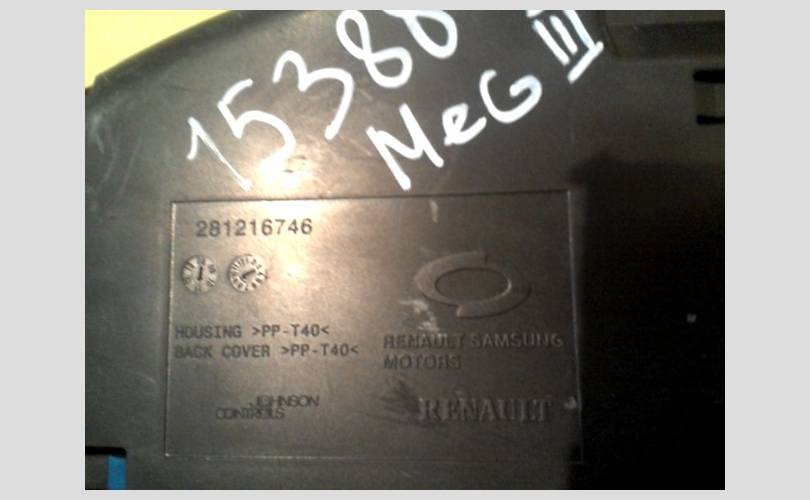 15388
MeG III
281216746
HOUSING >PP-T40<
BACK COVER >PP-T40<
RENAULT SAMSUNG
MOTORS
JOHNSON
CONTROLS
RENAULT